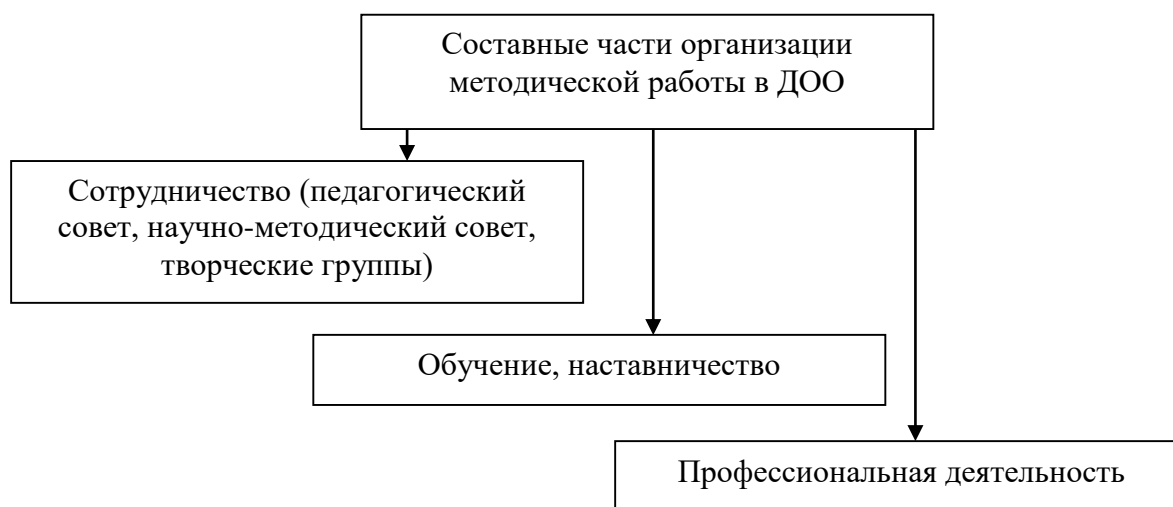 Составные части организации
методической работы в ДОО
Сотрудничество (педагогический
совет, научно-методический совет,
творческие группы)
Обучение, наставничество
Профессиональная деятельность